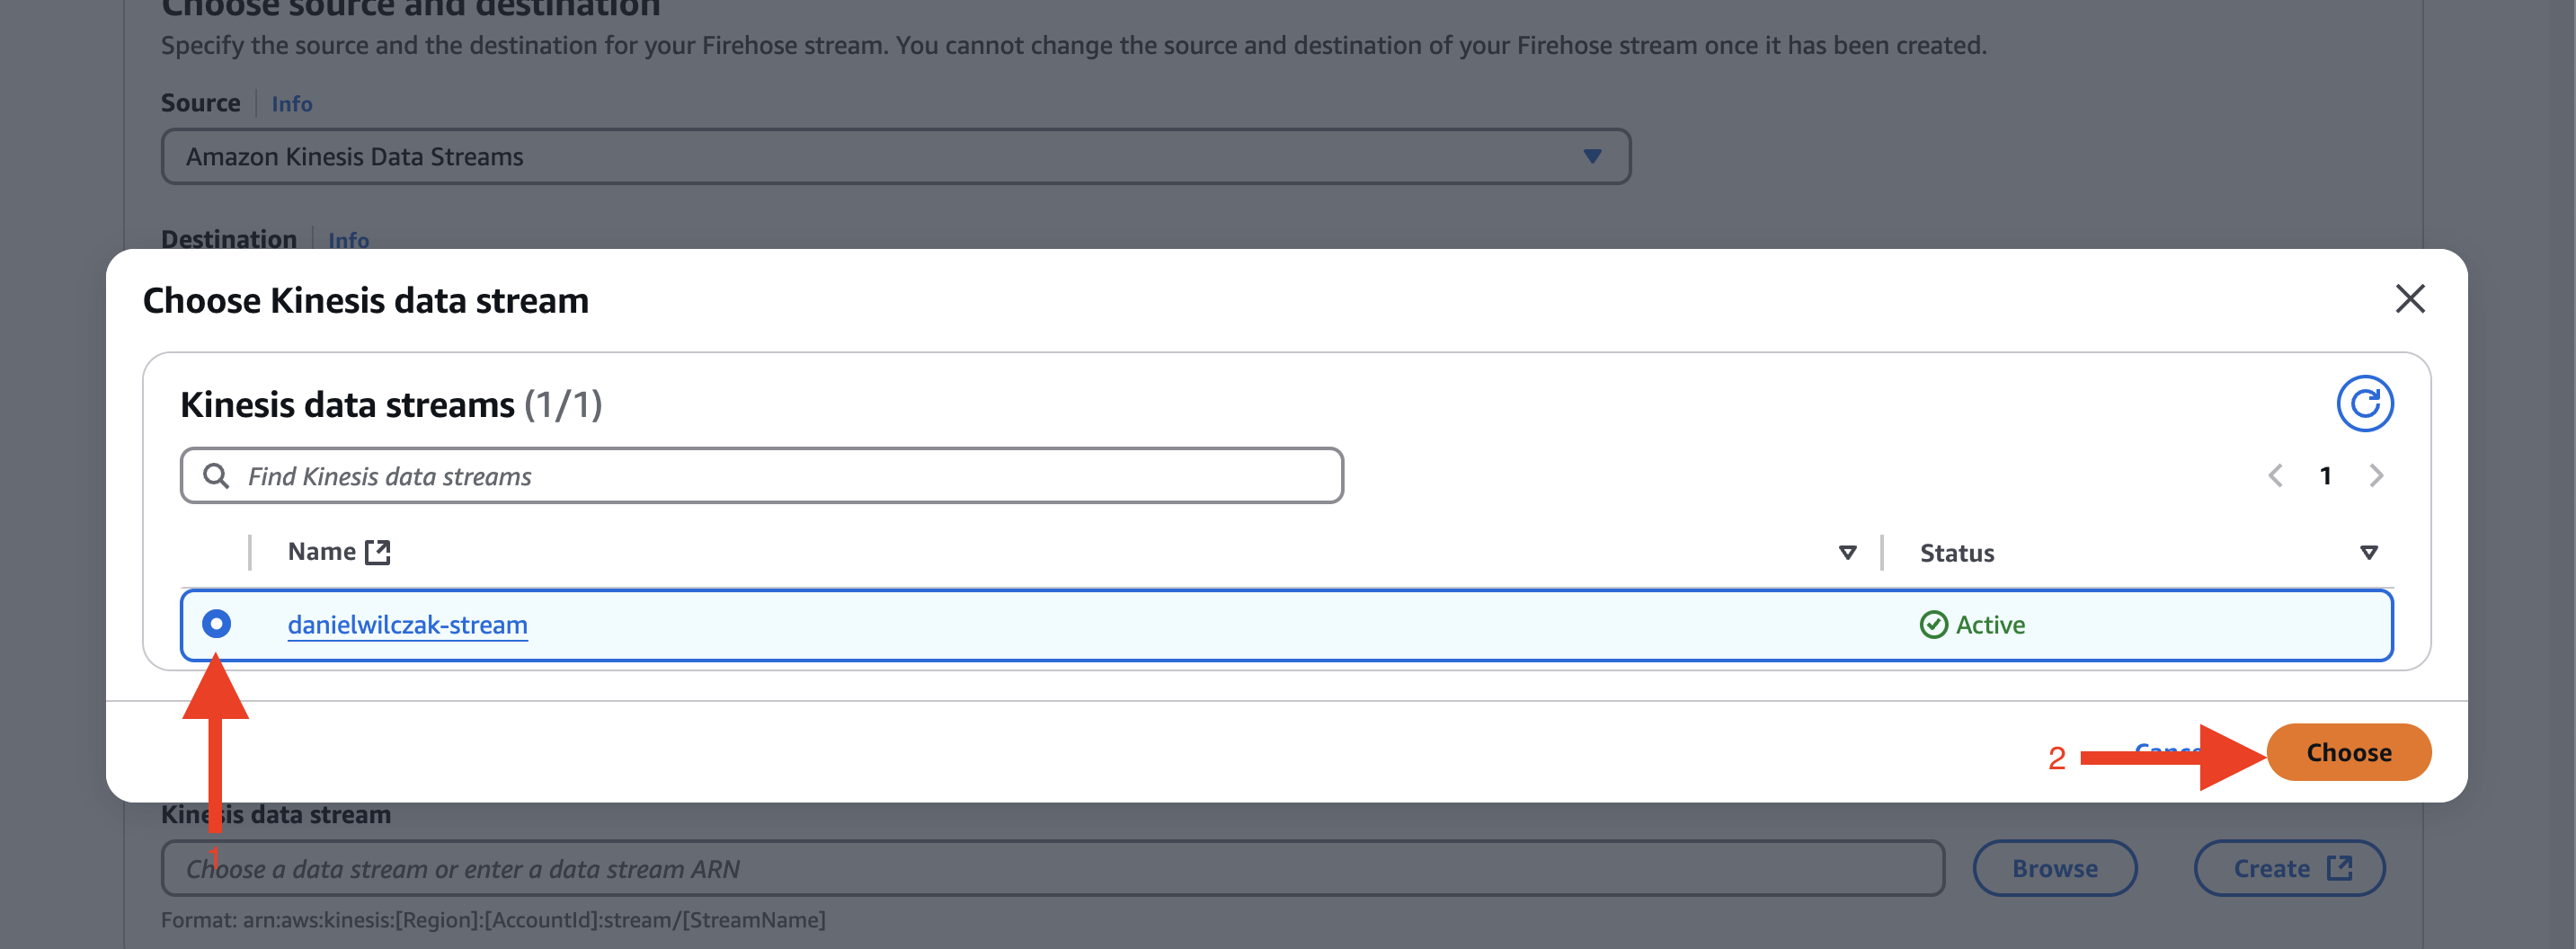 Choose source and destination
Specify the source and the destination for your Firehose stream. You cannot change the source and destination of your Firehose stream once it has been created.
Source Info
Amazon Kinesis Data Streams
Destination Info
Choose Kinesis data stream
Kinesis data streams (1/1)
Find Kinesis data streams
1
Name Status
danielwilczak-stream Active
2 Cancel Choose
Kinesis data stream
1
Choose a data stream or enter a data stream ARN Browse Create
Format: arn:aws:kinesis:[Region]:[AccountId]:stream/[StreamName]